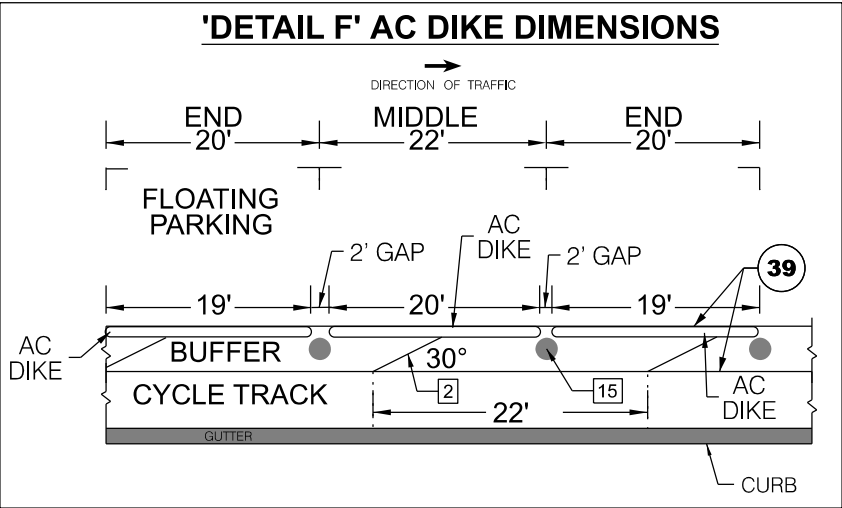 'DETAIL F' AC DIKE DIMENSIONS
DIRECTION OF TRAFFIC
END
20'
MIDDLE
22'
END
20'
FLOATING
PARKING
2' GAP
AC
DIKE
2' GAP
39
19'
20'
19'
AC
DIKE
BUFFER
30°
2
15
AC
DIKE
CYCLE TRACK
22'
GUTTER
CURB